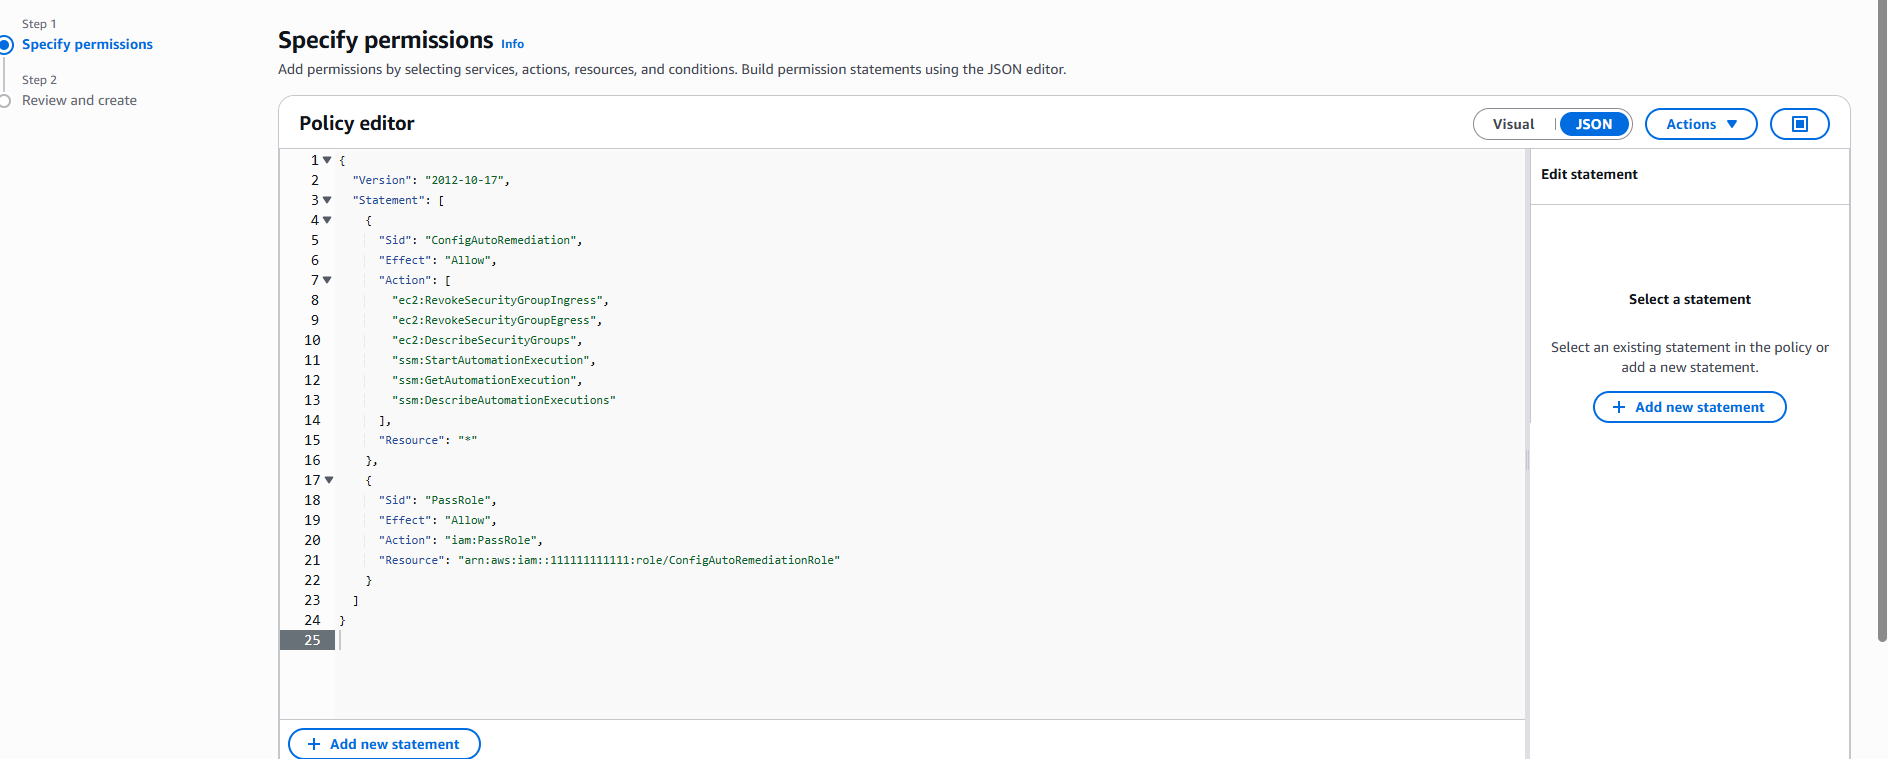 Step 1
Specify permissions
Step 2
Review and create
Specify permissions Info
Add permissions by selecting services, actions, resources, and conditions. Build permission statements using the JSON editor.
Policy editor
Visual JSON Actions
1 {
2 "Version": "2012-10-17",
3 "Statement": [
4 {
5 "Sid": "ConfigAutoRemediation",
6 "Effect": "Allow",
7 "Action": [
8 "ec2:RevokeSecurityGroupIngress",
9 "ec2:RevokeSecurityGroupEgress",
10 "ec2:DescribeSecurityGroups",
11 "ssm:StartAutomationExecution",
12 "ssm:GetAutomationExecution",
13 "ssm:DescribeAutomationExecutions"
14 ],
15 "Resource": "*"
16 },
17 {
18 "Sid": "PassRole",
19 "Effect": "Allow",
20 "Action": "iam:PassRole",
21 "Resource": "arn:aws:iam::111111111111:role/ConfigAutoRemediationRole"
22 }
23 ]
24 }
25
+ Add new statement
Edit statement
Select a statement
Select an existing statement in the policy or
add a new statement.
+ Add new statement